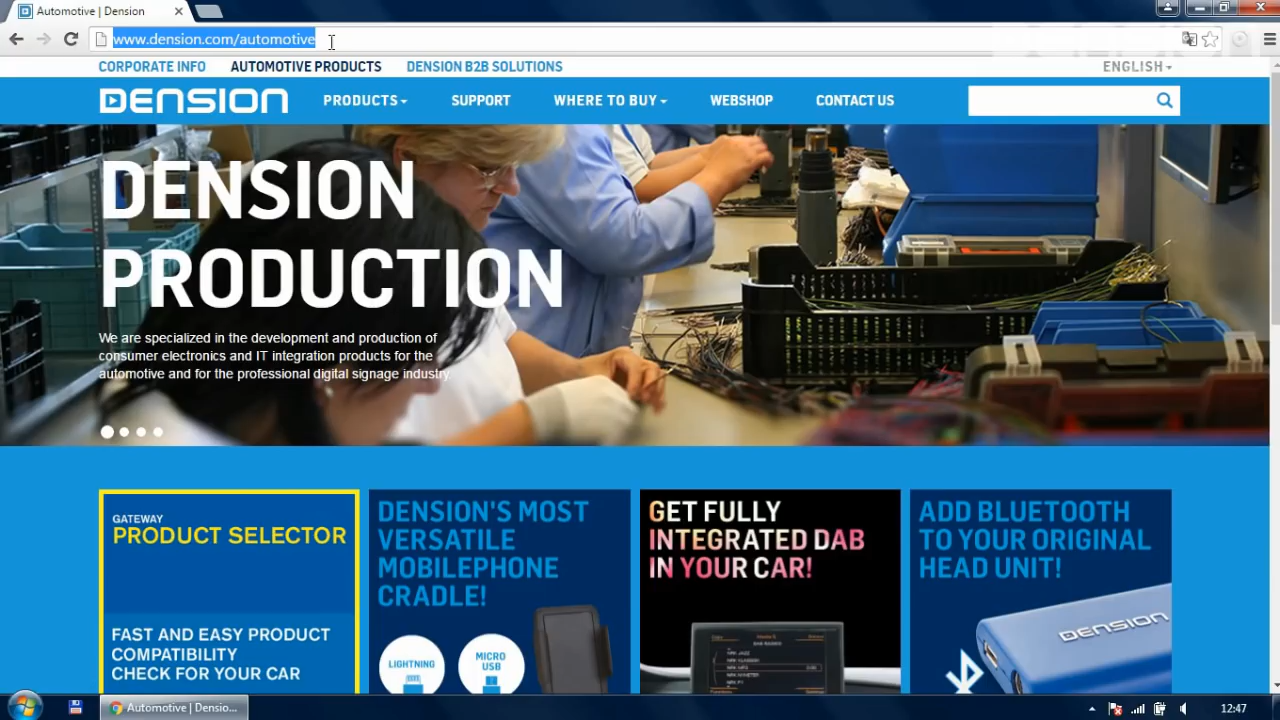 Automotive | Dension
www.dension.com/automotive
CORPORATE INFO AUTOMOTIVE PRODUCTS DENSION B2B SOLUTIONS ENGLISH
DENSION PRODUCTS SUPPORT WHERE TO BUY WEBSHOP CONTACT US
DENSION
PRODUCTION
We are specialized in the development and production of
consumer electronics and IT integration products for the
automotive and for the professional digital signage industry.
GATEWAY
PRODUCT SELECTOR
FAST AND EASY PRODUCT
COMPATIBILITY
CHECK FOR YOUR CAR
DENSION'S MOST
VERSATILE
MOBILEPHONE
CRADLE!
LIGHTNING
MICRO
USB
GET FULLY
INTEGRATED DAB
IN YOUR CAR!
ADD BLUETOOTH
TO YOUR ORIGINAL
HEAD UNIT!
DENSION
Automotive | Densio...
12:47